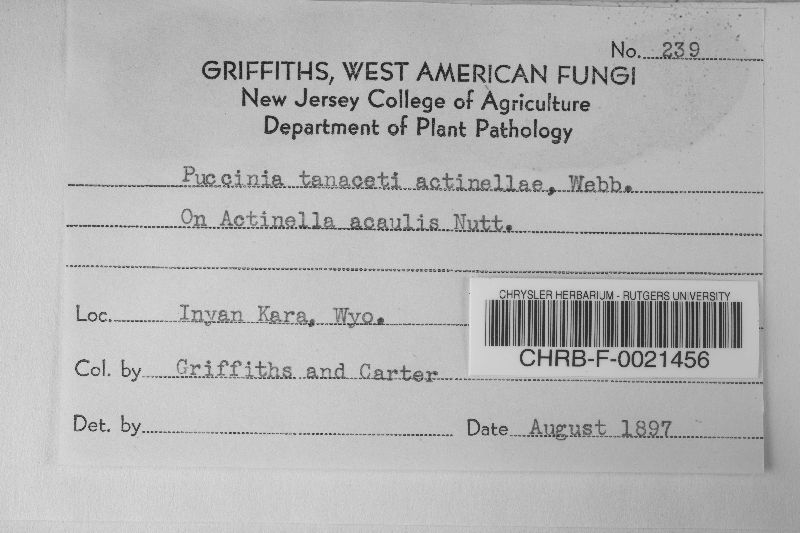 No. 239
GRIFFITHS, WEST AMERICAN FUNGI
New Jersey College of Agriculture
Department of Plant Pathology
Puccinia tanaceti actinellae, Webb.
On Actinella acaulis Nutt.
Loc. Inyan Kara, Wyo.
CHRYSLER HERBARIUM - RUTGERS UNIVERSITY
CHRB-F-0021456
Col. by Griffiths and Carter
Det. by
Date August 1897